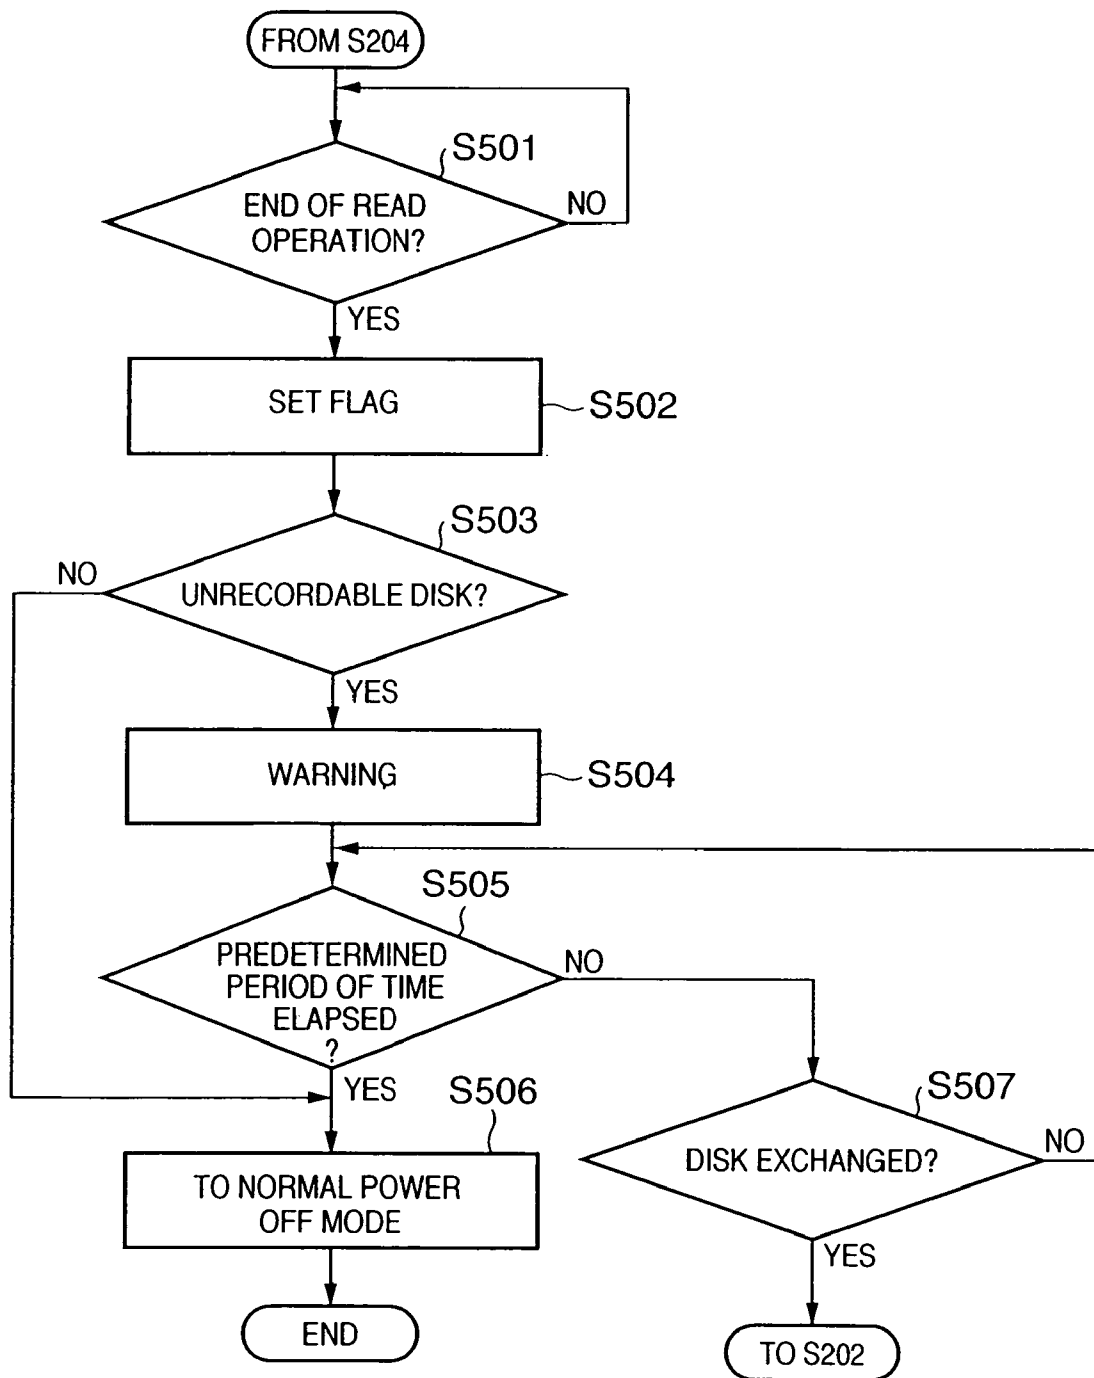 FROM S204
S501
END OF READ
OPERATION?
NO
YES
SET FLAG
S502
S503
NO
UNRECORDABLE DISK?
YES
WARNING
S504
S505
PREDETERMINED
PERIOD OF TIME
ELAPSED
?
NO
YES
S506
S507
TO NORMAL POWER
OFF MODE
DISK EXCHANGED?
NO
YES
END
TO S202